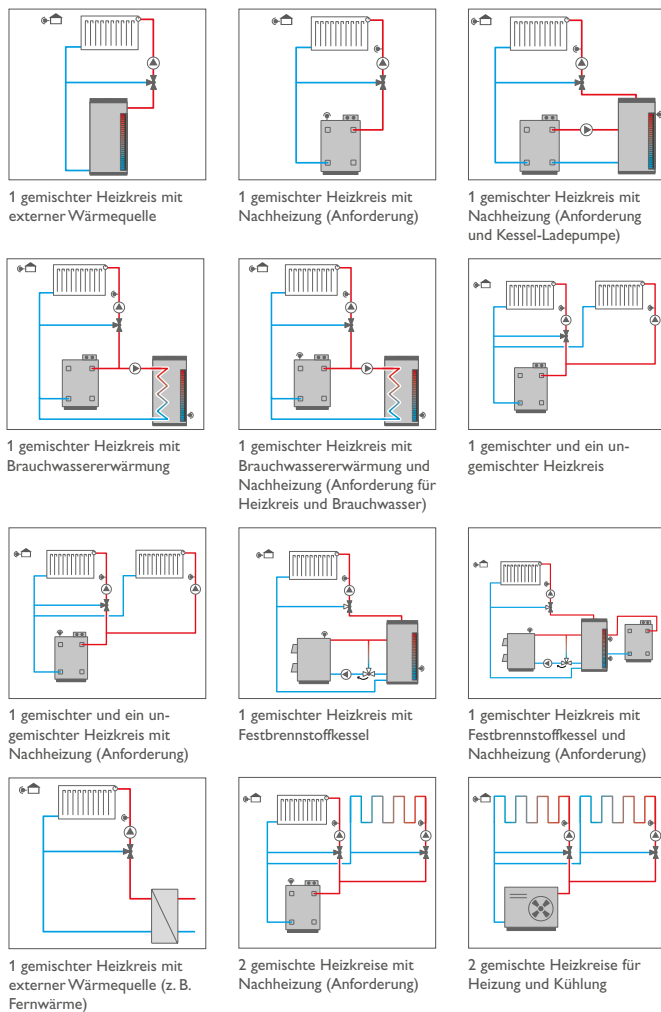 1 gemischter Heizkreis mit
externer Wärmequelle
1 gemischter Heizkreis mit
Nachheizung (Anforderung)
1 gemischter Heizkreis mit
Nachheizung (Anforderung
und Kessel-Ladepumpe)
1 gemischter Heizkreis mit
Brauchwassererwärmung
1 gemischter Heizkreis mit
Brauchwassererwärmung und
Nachheizung (Anforderung für
Heizkreis und Brauchwasser)
1 gemischter und ein un-
gemischter Heizkreis
1 gemischter und ein un-
gemischter Heizkreis mit
Nachheizung (Anforderung)
1 gemischter Heizkreis mit
Festbrennstoffkessel
1 gemischter Heizkreis mit
Festbrennstoffkessel und
Nachheizung (Anforderung)
1 gemischter Heizkreis mit
externer Wärmequelle (z. B.
Fernwärme)
2 gemischte Heizkreise mit
Nachheizung (Anforderung)
2 gemischte Heizkreise für
Heizung und Kühlung